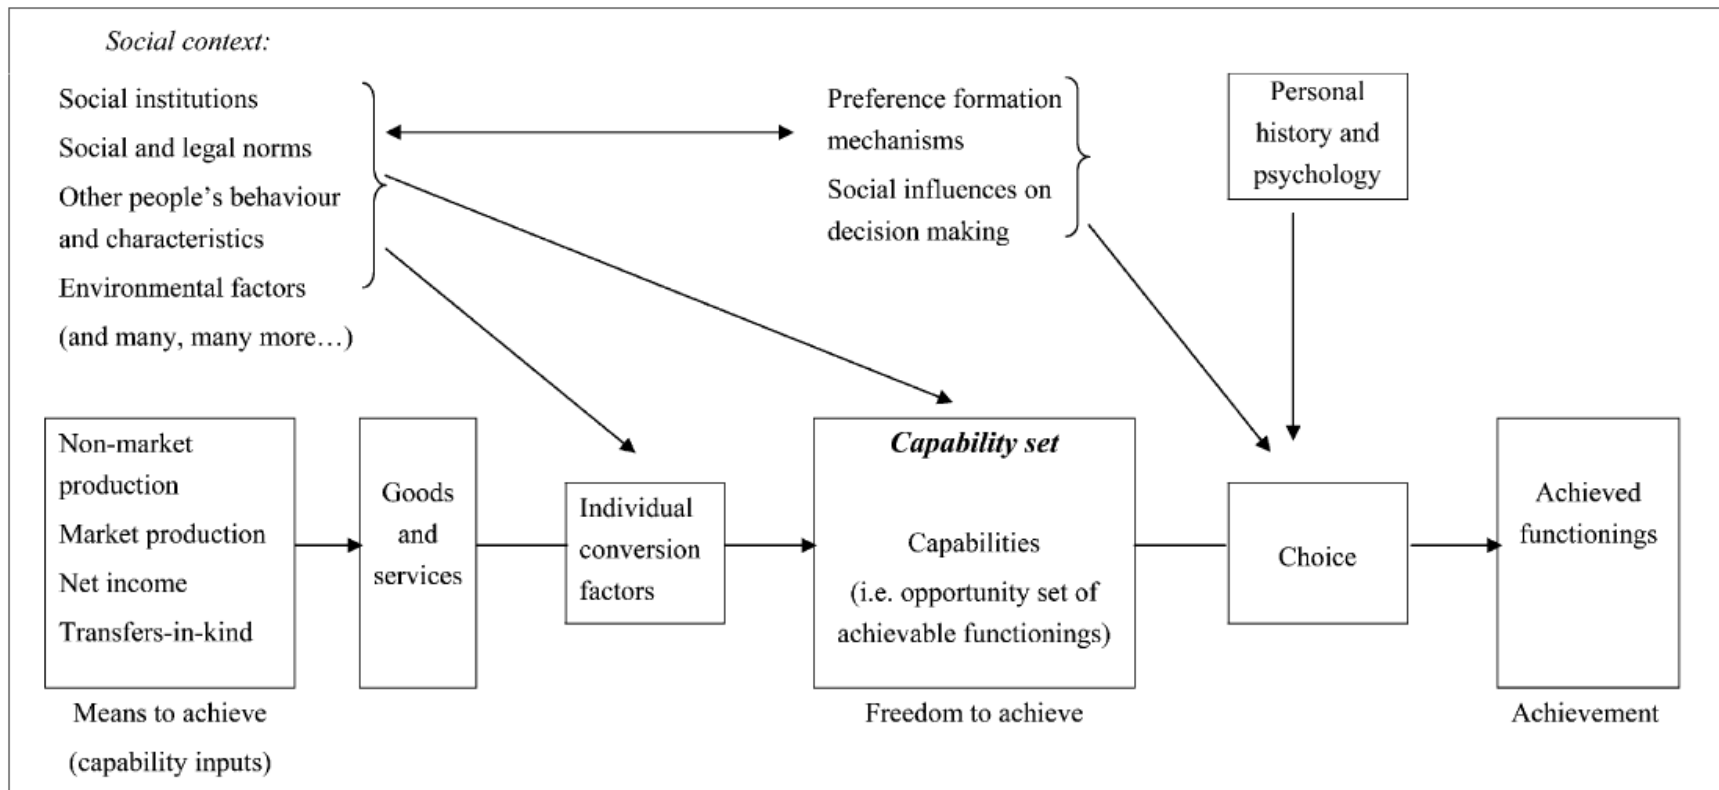 Social context:
Social institutions
Social and legal norms
Other people’s behaviour
and characteristics
Environmental factors
(and many, many more…)
Preference formation
mechanisms
Social influences on
decision making
Personal
history and
psychology
Non-market
production
Market production
Net income
Transfers-in-kind
Goods
and
services
Individual
conversion
factors
Capability set
Capabilities
(i.e. opportunity set of
achievable functionings)
Choice
Achieved
functionings
Means to achieve
(capability inputs)
Freedom to achieve
Achievement